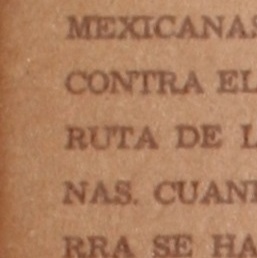 MEXICANAS
CONTRA EL
RUTA DE L
NAS. CUAN
RRA SE HA